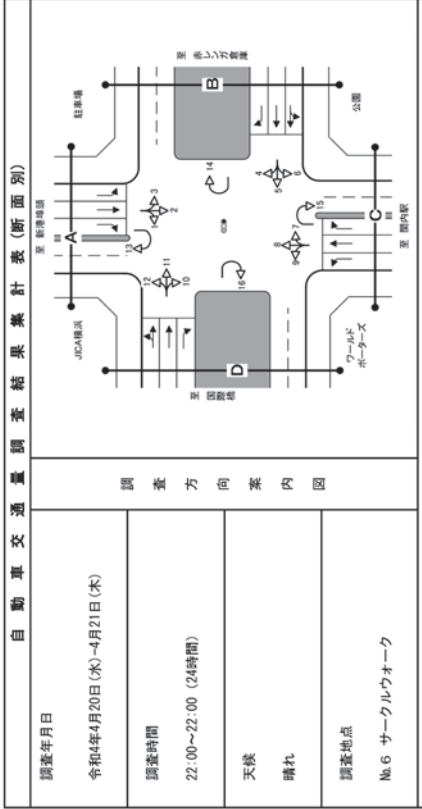 自動車交通量調査結果集計表(断面別)
調査年月日
令和4年4月20日(水)-4月21日(木)
調査時間
22:00~22:00 (24時間)
天候
晴れ
調査地点
No.6 サークルウォーク
調査方向案内図
至 新港埠頭
JICA横浜
A
駐車場
13
1
2
3
12
11
10
至 国際橋
D
16
14
B
至 赤レンガ倉庫
4
5
6
7
8
9
15
ワールド
ポーターズ
C
公園
至 関内駅